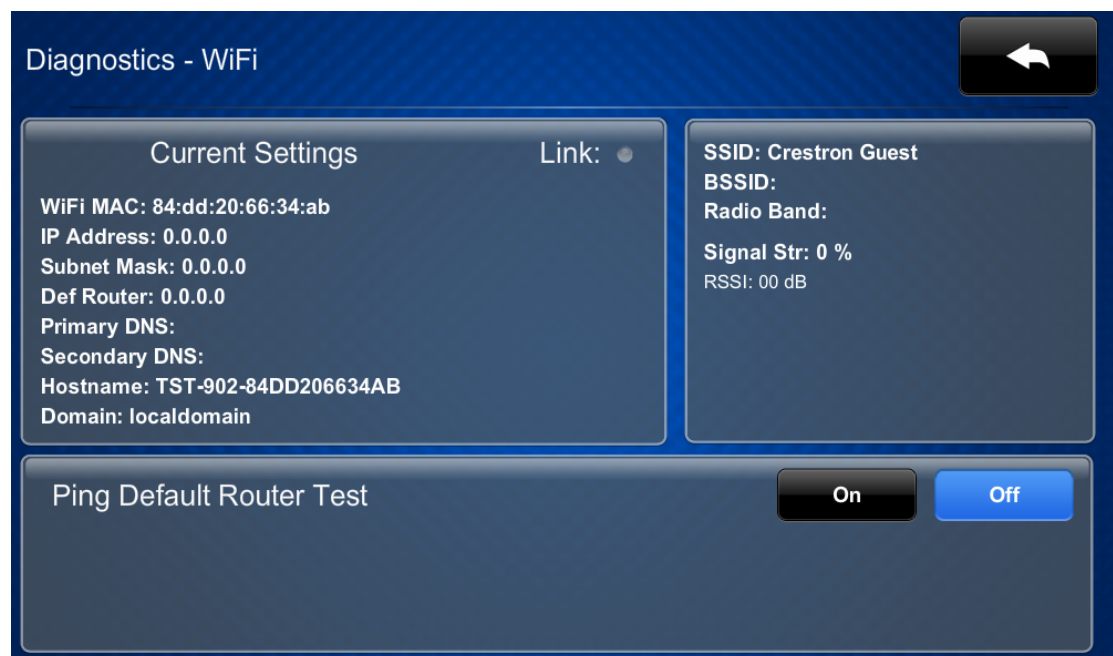 Diagnostics - WiFi
Current Settings
Link:
WiFi MAC: 84:dd:20:66:34:ab
IP Address: 0.0.0.0
Subnet Mask: 0.0.0.0
Def Router: 0.0.0.0
Primary DNS:
Secondary DNS:
Hostname: TST-902-84DD206634AB
Domain: localdomain
SSID: Crestron Guest
BSSID:
Radio Band:
Signal Str: 0 %
RSSI: 00 dB
Ping Default Router Test
On
Off